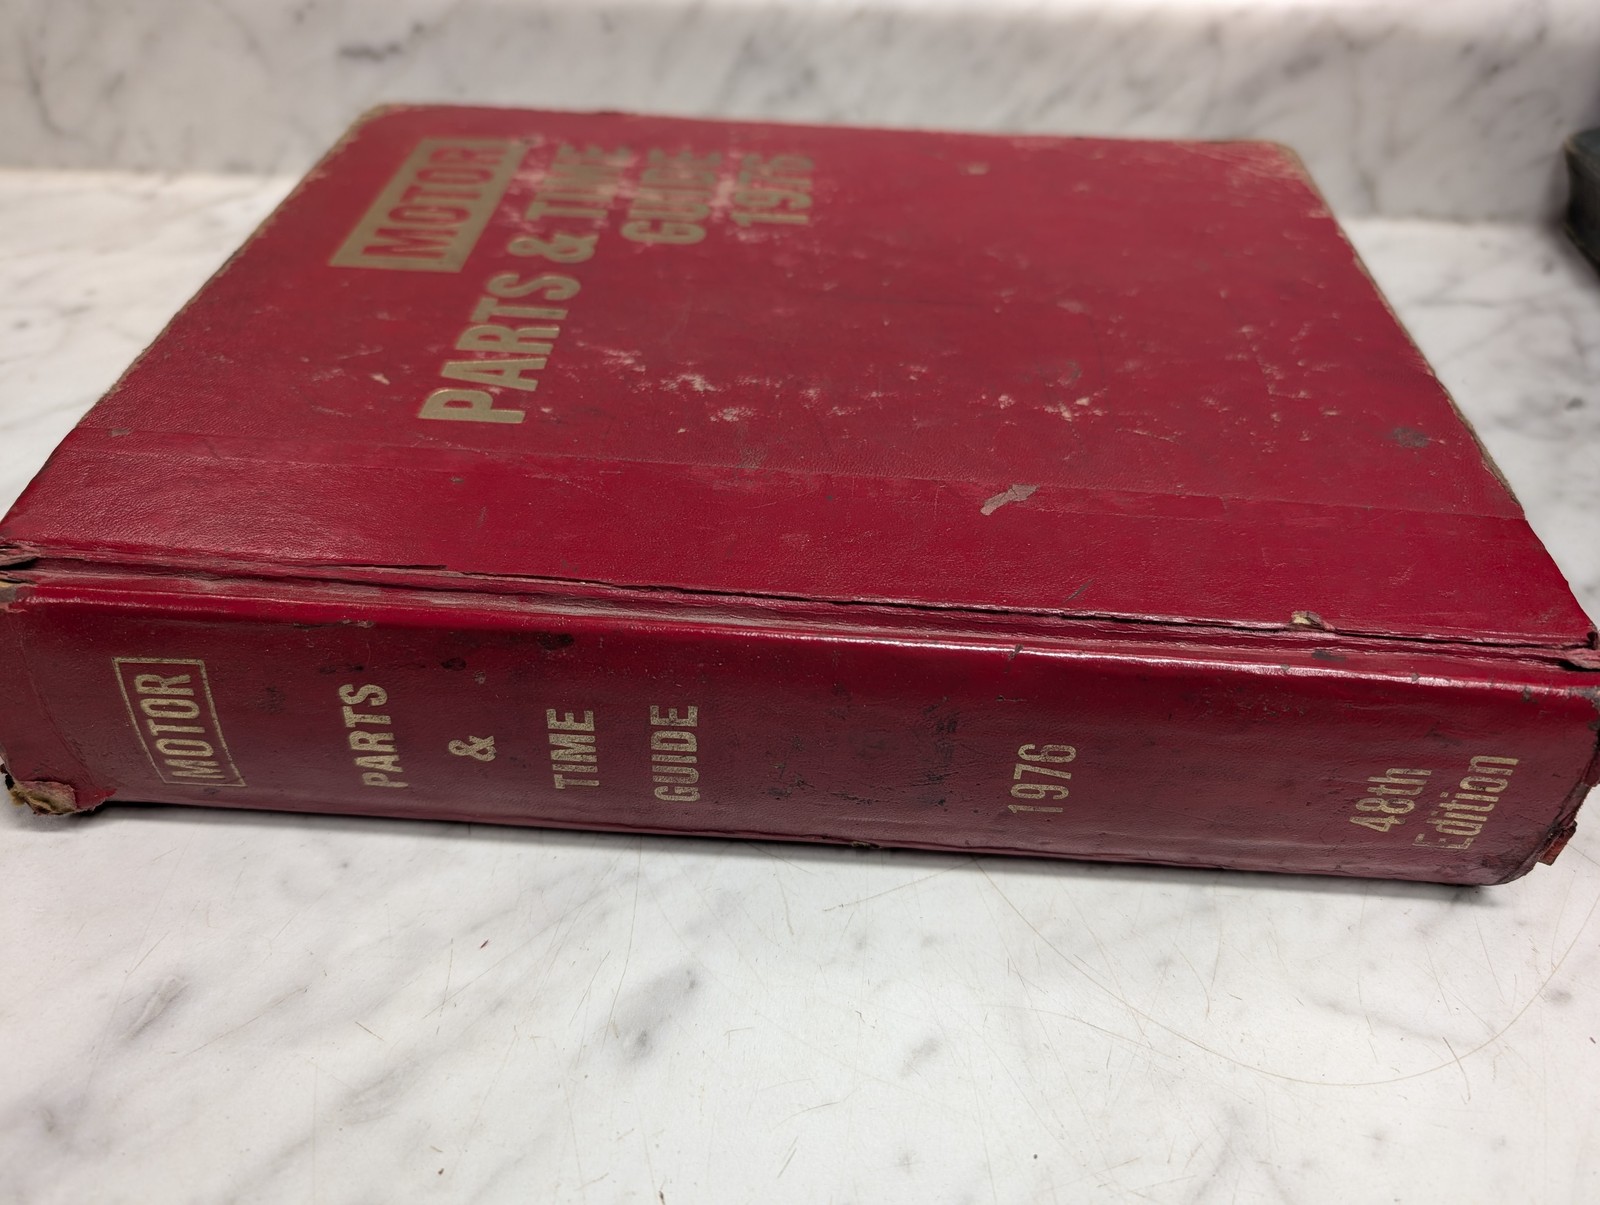 MOTOR
PARTS & TIME
GUIDE
1976
MOTOR
PARTS
&
TIME
GUIDE
1976
48th
Edition